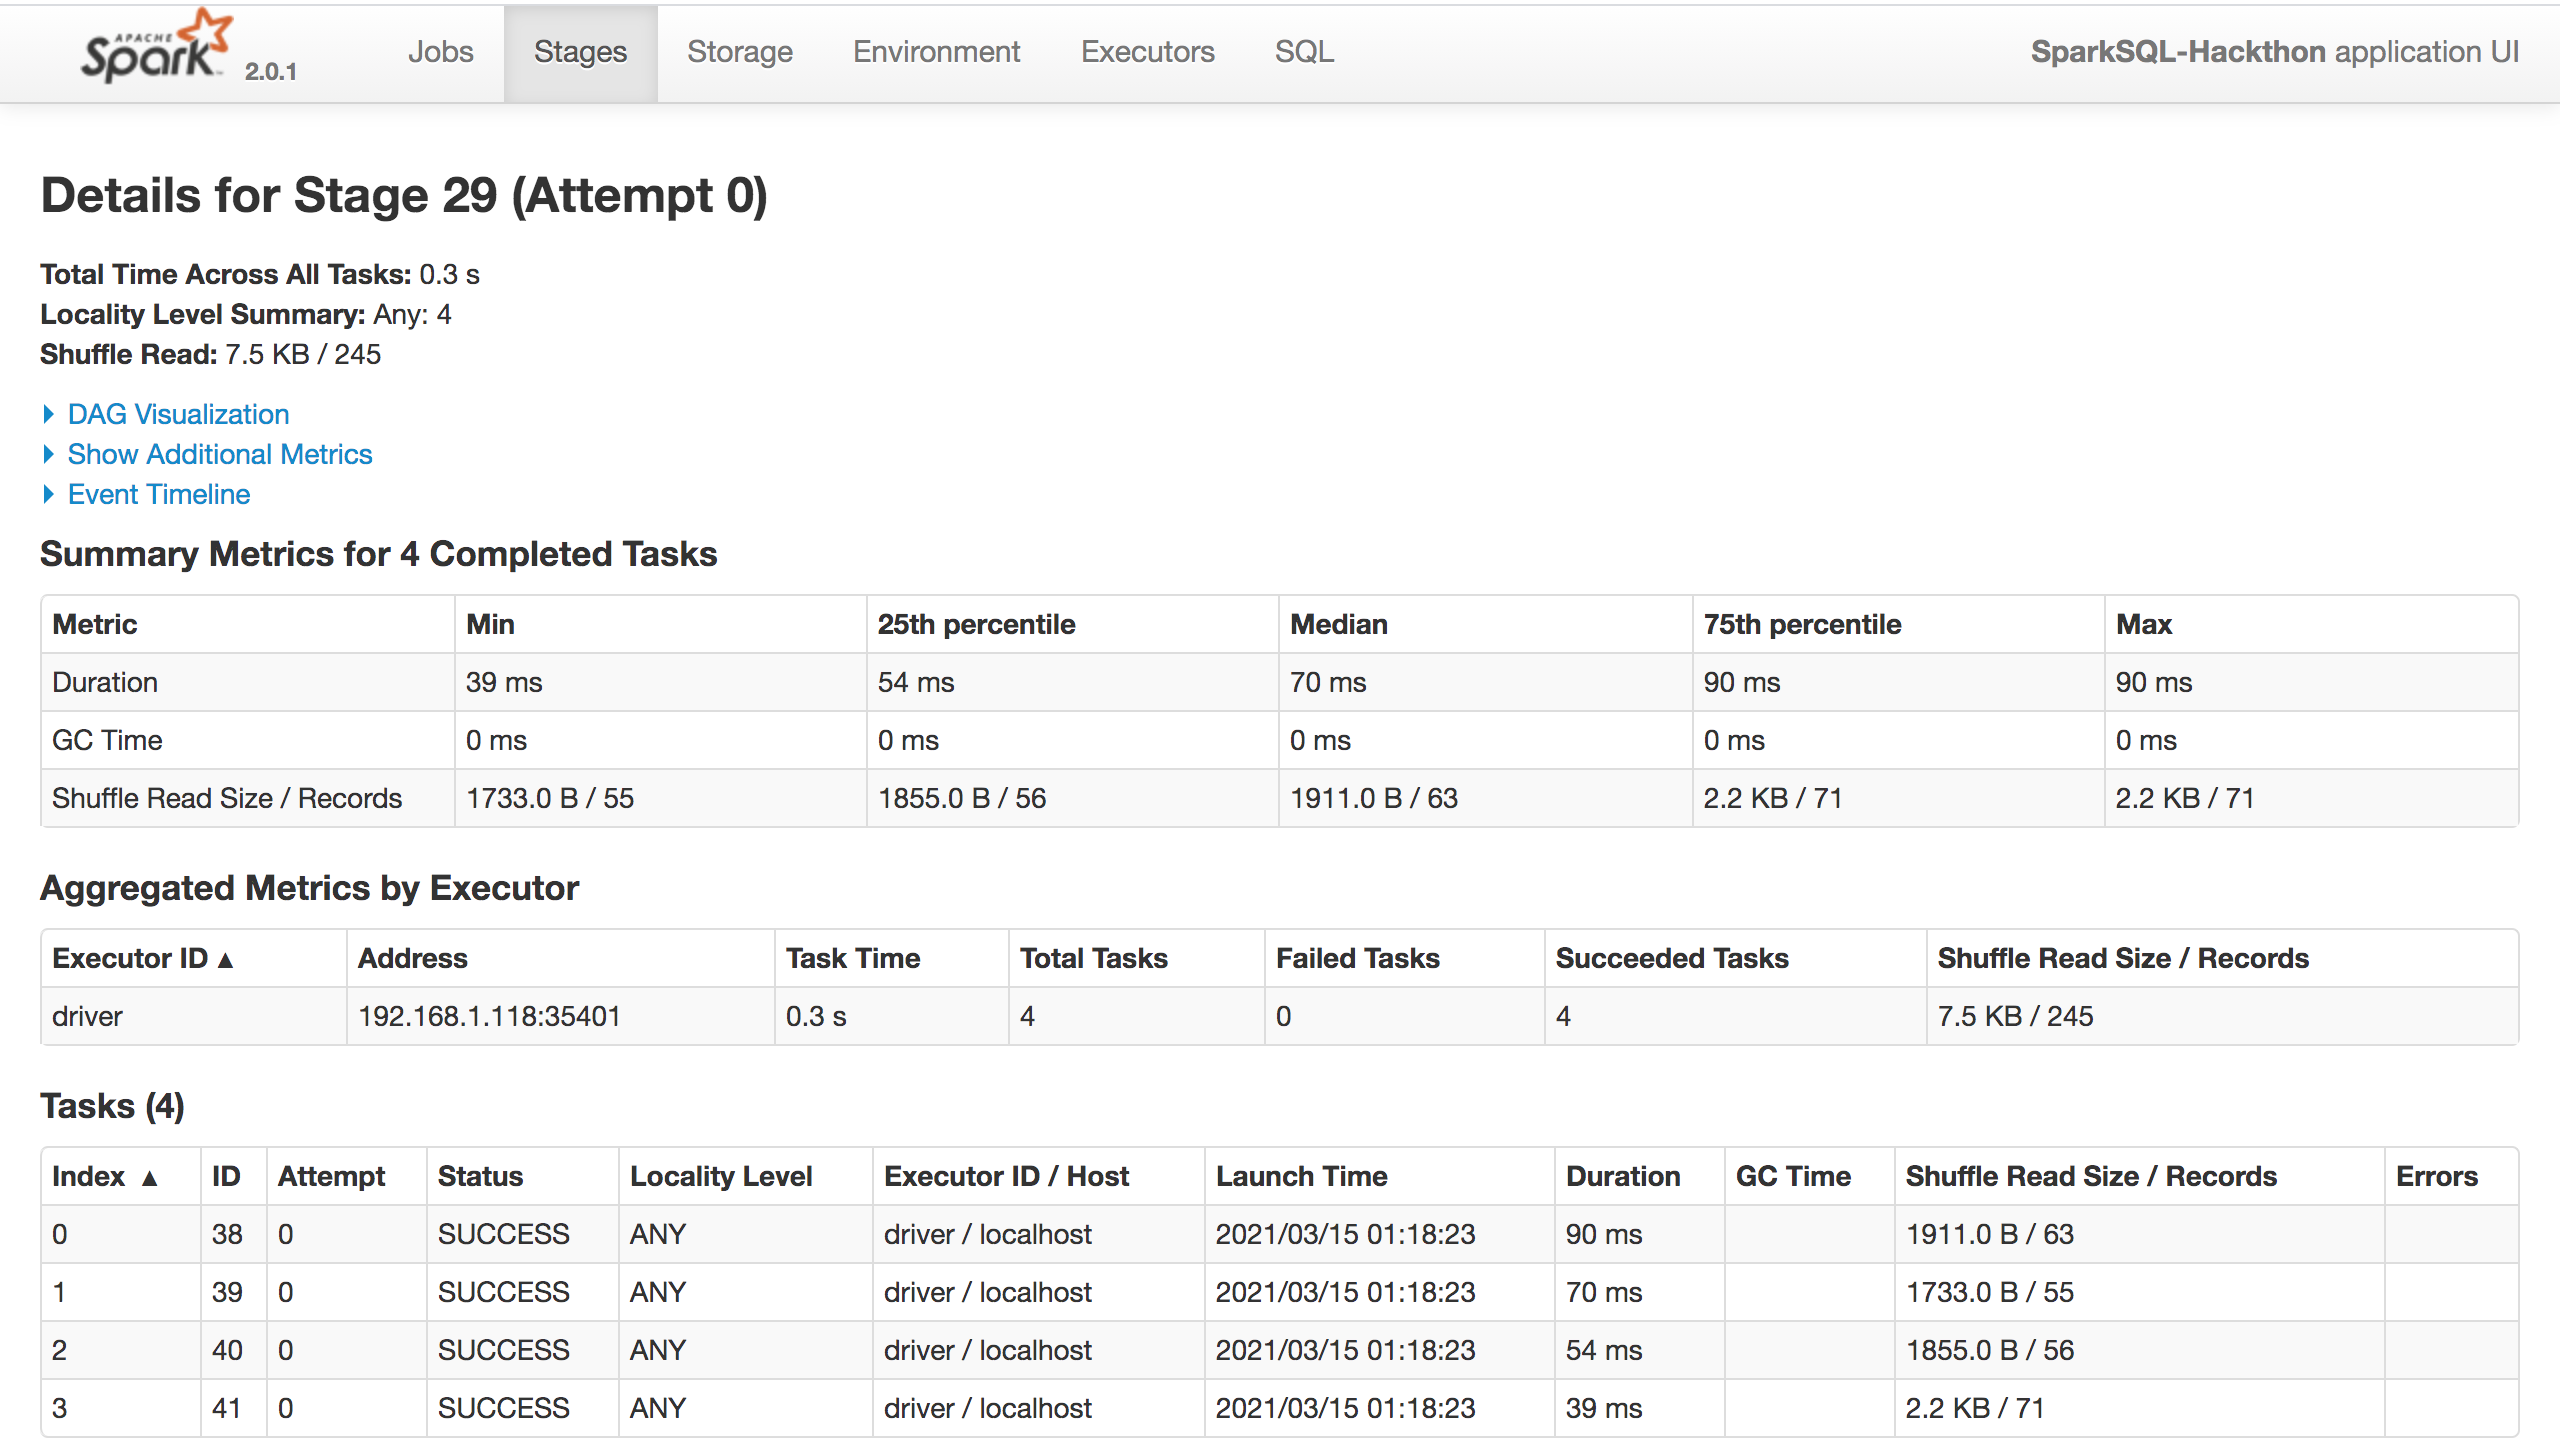 APACHE Spark 2.0.1 Jobs Stages Storage Environment Executors SQL SparkSQL-Hackthon application UI
Details for Stage 29 (Attempt 0)
Total Time Across All Tasks: 0.3 s
Locality Level Summary: Any: 4
Shuffle Read: 7.5 KB / 245
DAG Visualization
Show Additional Metrics
Event Timeline
Summary Metrics for 4 Completed Tasks
Metric Min 25th percentile Median 75th percentile Max
Duration 39 ms 54 ms 70 ms 90 ms 90 ms
GC Time 0 ms 0 ms 0 ms 0 ms 0 ms
Shuffle Read Size / Records 1733.0 B / 55 1855.0 B / 56 1911.0 B / 63 2.2 KB / 71 2.2 KB / 71
Aggregated Metrics by Executor
Executor ID ▲ Address Task Time Total Tasks Failed Tasks Succeeded Tasks Shuffle Read Size / Records
driver 192.168.1.118:35401 0.3 s 4 0 4 7.5 KB / 245
Tasks (4)
Index ▲ ID Attempt Status Locality Level Executor ID / Host Launch Time Duration GC Time Shuffle Read Size / Records Errors
0 38 0 SUCCESS ANY driver / localhost 2021/03/15 01:18:23 90 ms 1911.0 B / 63
1 39 0 SUCCESS ANY driver / localhost 2021/03/15 01:18:23 70 ms 1733.0 B / 55
2 40 0 SUCCESS ANY driver / localhost 2021/03/15 01:18:23 54 ms 1855.0 B / 56
3 41 0 SUCCESS ANY driver / localhost 2021/03/15 01:18:23 39 ms 2.2 KB / 71